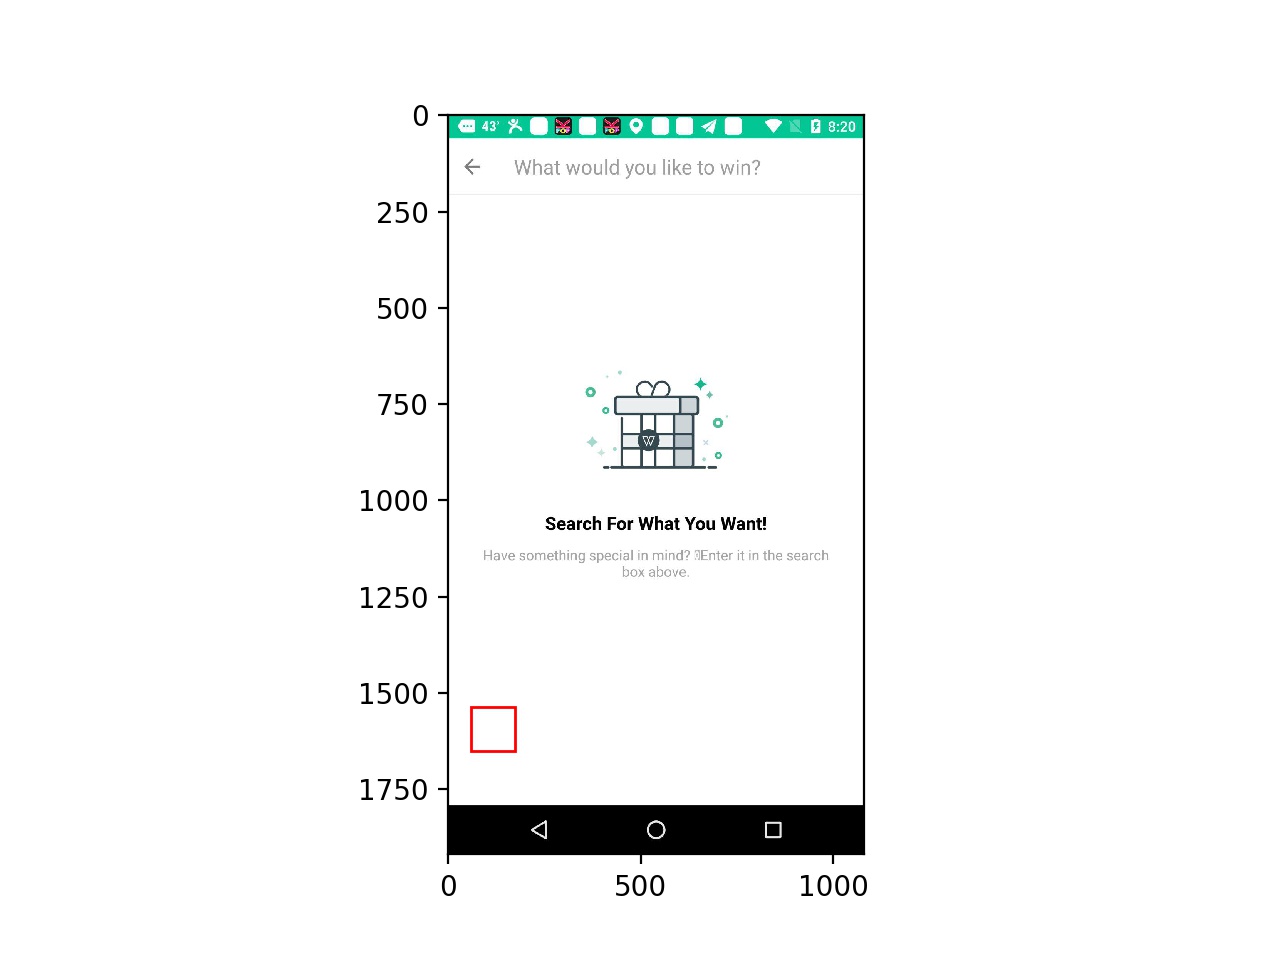 0
250
500
750
1000
1250
1500
1750
0
500
1000
43°
8:20
What would you like to win?
W
Search For What You Want!
Have something special in mind? Enter it in the search
box above.